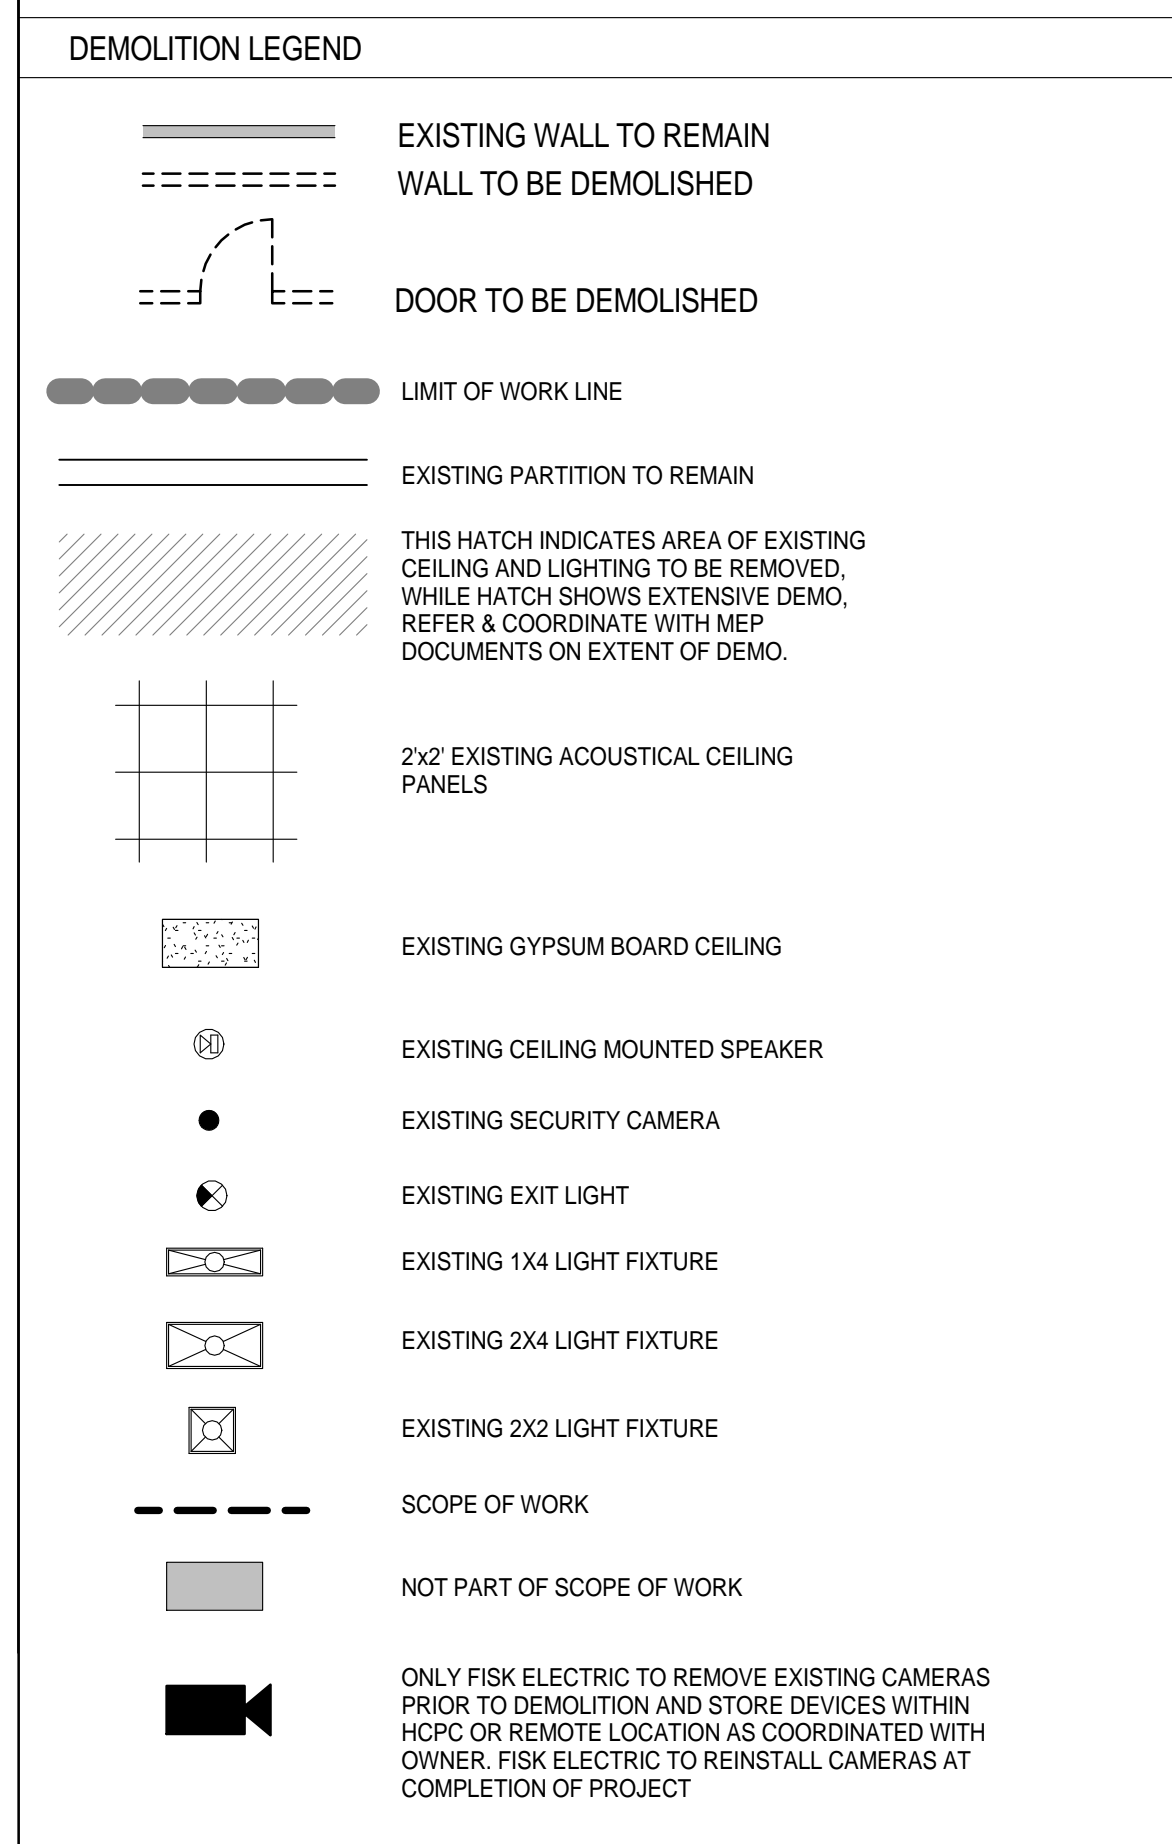 DEMOLITION LEGEND
EXISTING WALL TO REMAIN
WALL TO BE DEMOLISHED
DOOR TO BE DEMOLISHED
LIMIT OF WORK LINE
EXISTING PARTITION TO REMAIN
THIS HATCH INDICATES AREA OF EXISTING
CEILING AND LIGHTING TO BE REMOVED,
WHILE HATCH SHOWS EXTENSIVE DEMO,
REFER & COORDINATE WITH MEP
DOCUMENTS ON EXTENT OF DEMO.
2'x2' EXISTING ACOUSTICAL CEILING
PANELS
EXISTING GYPSUM BOARD CEILING
EXISTING CEILING MOUNTED SPEAKER
EXISTING SECURITY CAMERA
EXISTING EXIT LIGHT
EXISTING 1X4 LIGHT FIXTURE
EXISTING 2X4 LIGHT FIXTURE
EXISTING 2X2 LIGHT FIXTURE
SCOPE OF WORK
NOT PART OF SCOPE OF WORK
ONLY FISK ELECTRIC TO REMOVE EXISTING CAMERAS
PRIOR TO DEMOLITION AND STORE DEVICES WITHIN
HCPC OR REMOTE LOCATION AS COORDINATED WITH
OWNER. FISK ELECTRIC TO REINSTALL CAMERAS AT
COMPLETION OF PROJECT